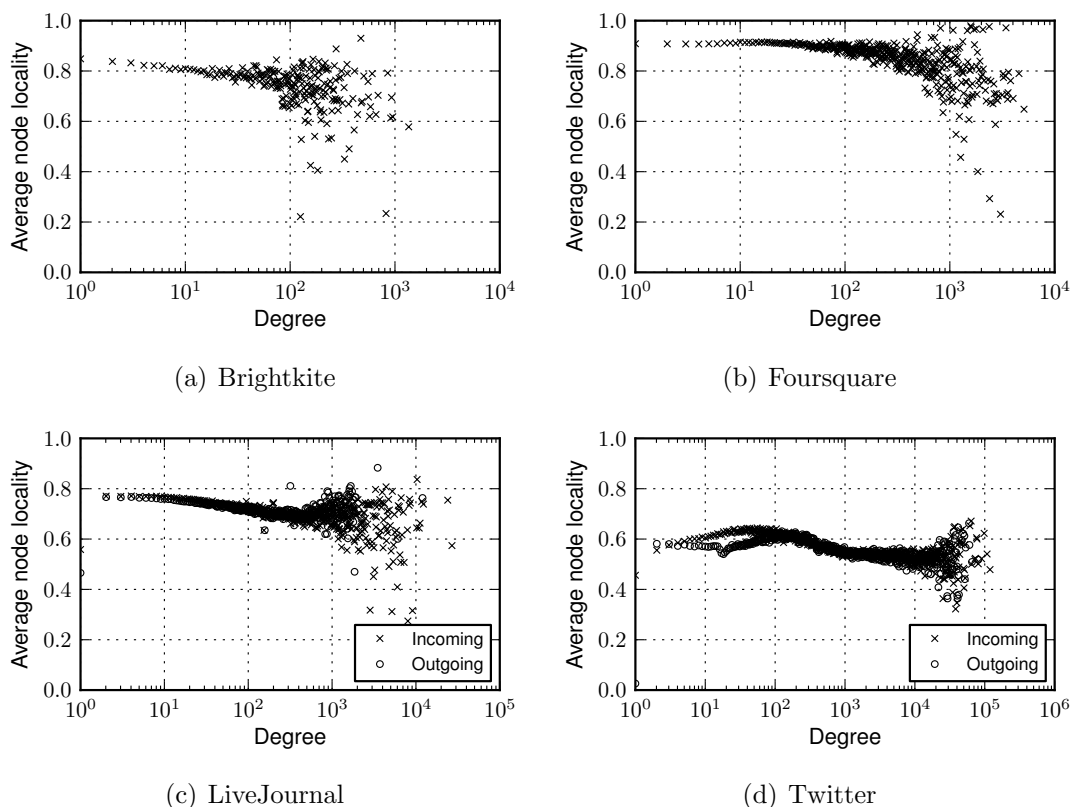 1.0
0.8
0.6
0.4
0.2
0.0
Average node locality
10^0 10^1 10^2 10^3 10^4
Degree
(a) Brightkite
1.0
0.8
0.6
0.4
0.2
0.0
Average node locality
10^0 10^1 10^2 10^3 10^4
Degree
(b) Foursquare
1.0
0.8
0.6
0.4
0.2
0.0
Average node locality
Incoming
Outgoing
10^0 10^1 10^2 10^3 10^4 10^5
Degree
(c) LiveJournal
1.0
0.8
0.6
0.4
0.2
0.0
Average node locality
Incoming
Outgoing
10^0 10^1 10^2 10^3 10^4 10^5 10^6
Degree
(d) Twitter